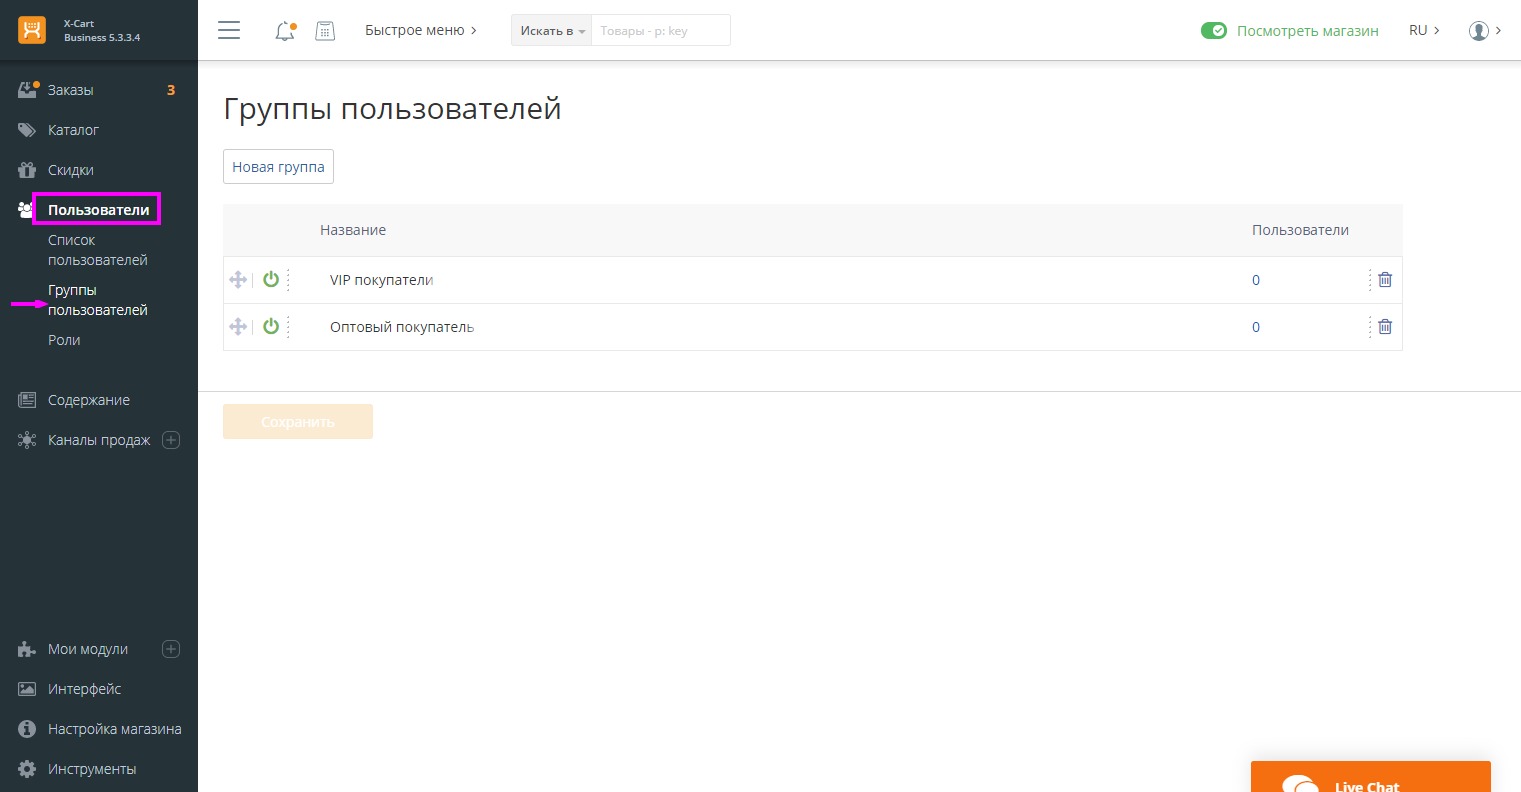 X-Cart
Business 5.3.3.4
Быстрое меню
Искать в
Товары - р: key
Посмотреть магазин
RU
Заказы 3
Каталог
Скидки
Пользователи
Список
пользователей
Группы
пользователей
Роли
Содержание
Каналы продаж
Мои модули
Интерфейс
Настройка магазина
Инструменты
Группы пользователей
Новая группа
Название Пользователи
VIP покупатели 0
Оптовый покупатель 0
Сохранить
Live Chat